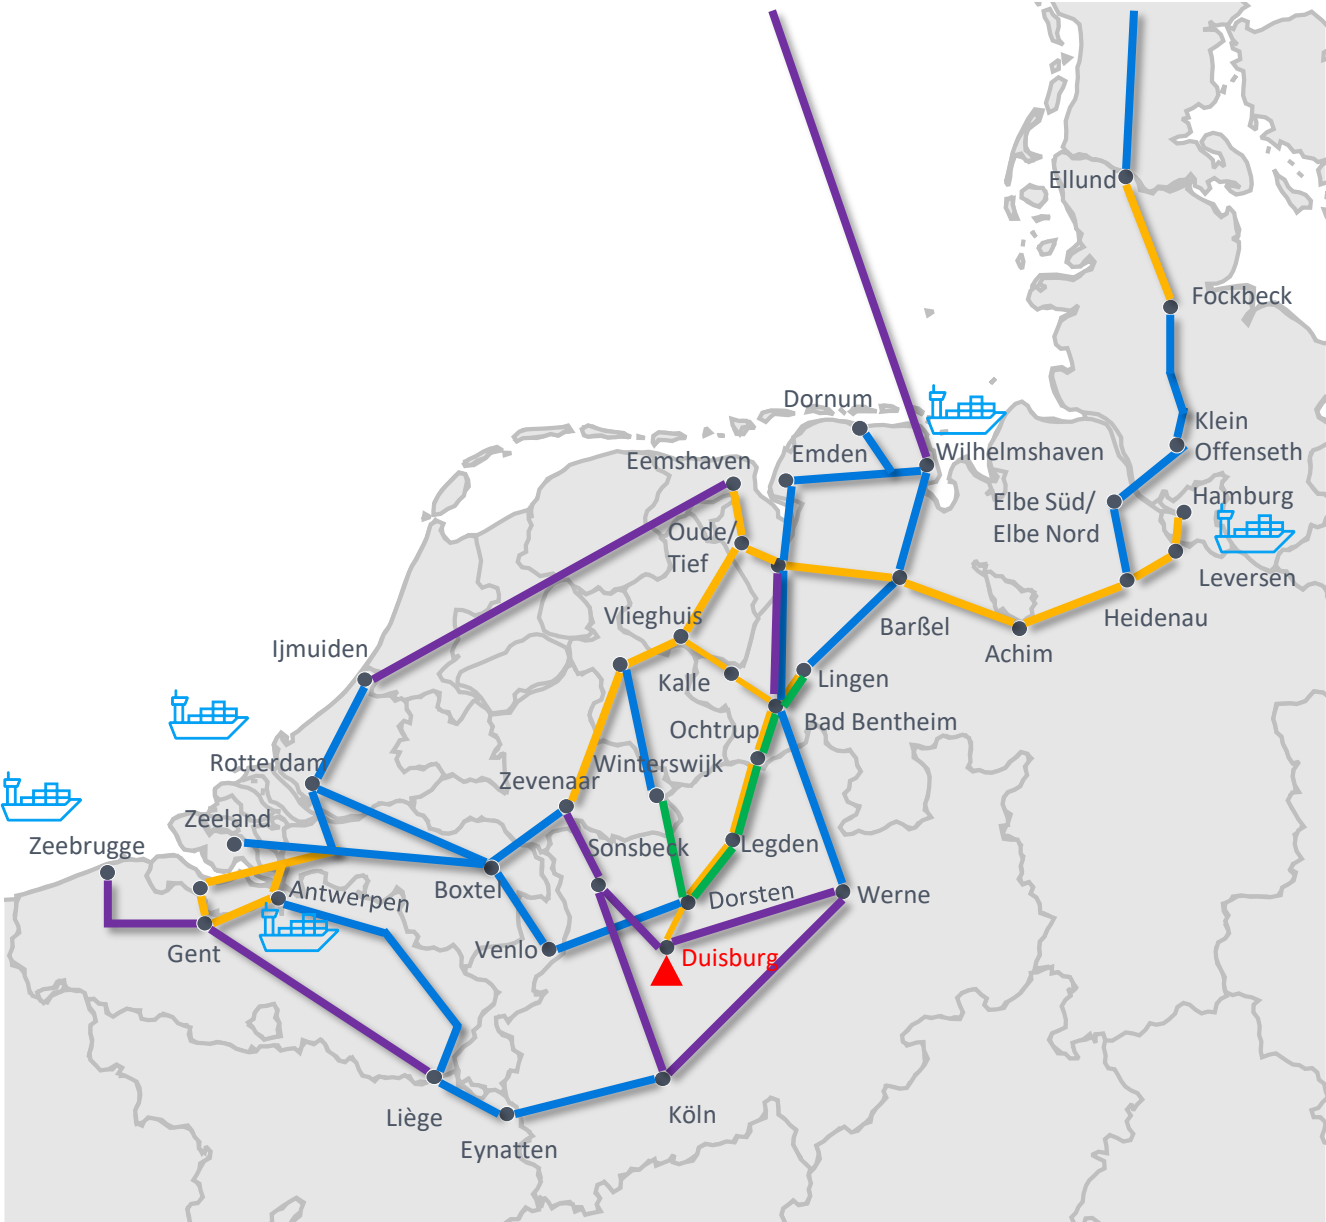 Ellund
Fockbeck
Dornum
Klein
Offenseth
Emden
Wilhelmshaven
Eemshaven
Elbe Süd/
Elbe Nord
Hamburg
Oude/
Tief
Leversen
Vlieghuis
Barßel
Heidenau
Ijmuiden
Achim
Kalle
Lingen
Ochtrup
Bad Bentheim
Rotterdam
Winterswijk
Zevenaar
Zeeland
Zeebrugge
Sonsbeck
Legden
Boxtel
Antwerpen
Dorsten
Werne
Gent
Venlo
Duisburg
Liège
Köln
Eynatten